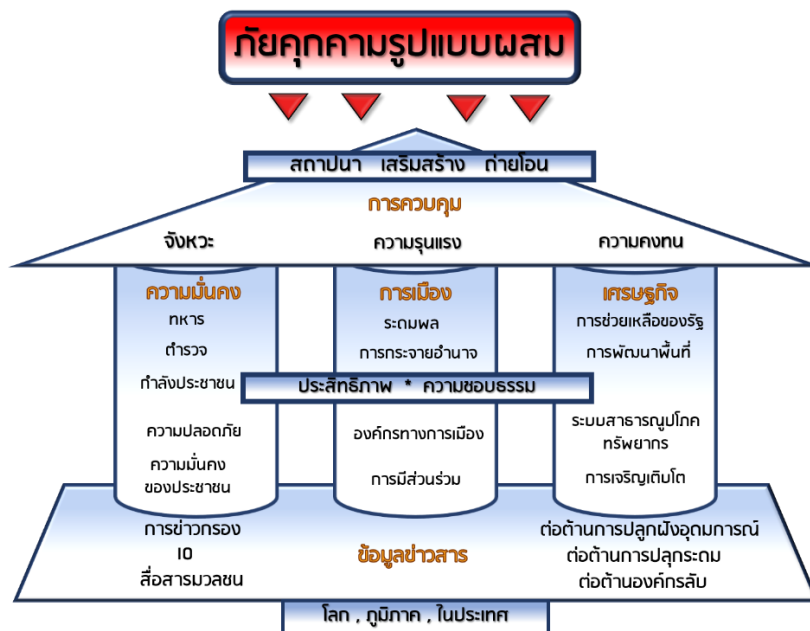 ภัยคุกคามรูปแบบผสม
สถาปนา เสริมสร้าง ถ่ายโอน
การควบคุม
จังหวะ
ความรุนแรง
ความคงทน
ความมั่นคง
ทหาร
ตำรวจ
กำลังประชาชน
ความปลอดภัย
ความมั่นคง
ของประชาชน
การเมือง
ระดมพล
การกระจายอำนาจ
ประสิทธิภาพ * ความชอบธรรม
องค์กรทางการเมือง
การมีส่วนร่วม
เศรษฐกิจ
การช่วยเหลือของรัฐ
การพัฒนาพื้นที่
ระบบสาธารณูปโภค
ทรัพยากร
การเจริญเติบโต
การข่าวกรอง
IO
สื่อสารมวลชน
ข้อมูลข่าวสาร
ต่อต้านการปลูกฝังอุดมการณ์
ต่อต้านการปลุกระดม
ต่อต้านองค์กรลับ
โลก , ภูมิภาค , ในประเทศ